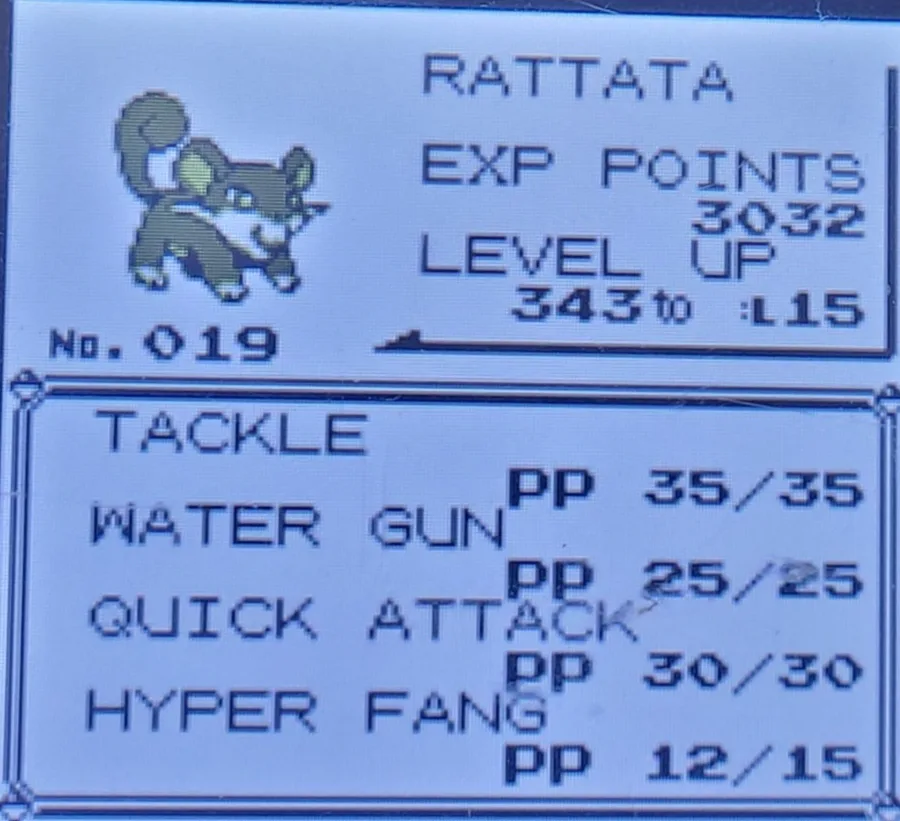 RATTATA
EXP POINTS
3032
LEVEL UP
343 to :L15
No. 019
TACKLE
PP 35/35
WATER GUN
PP 25/25
QUICK ATTACK
PP 30/30
HYPER FANG
PP 12/15